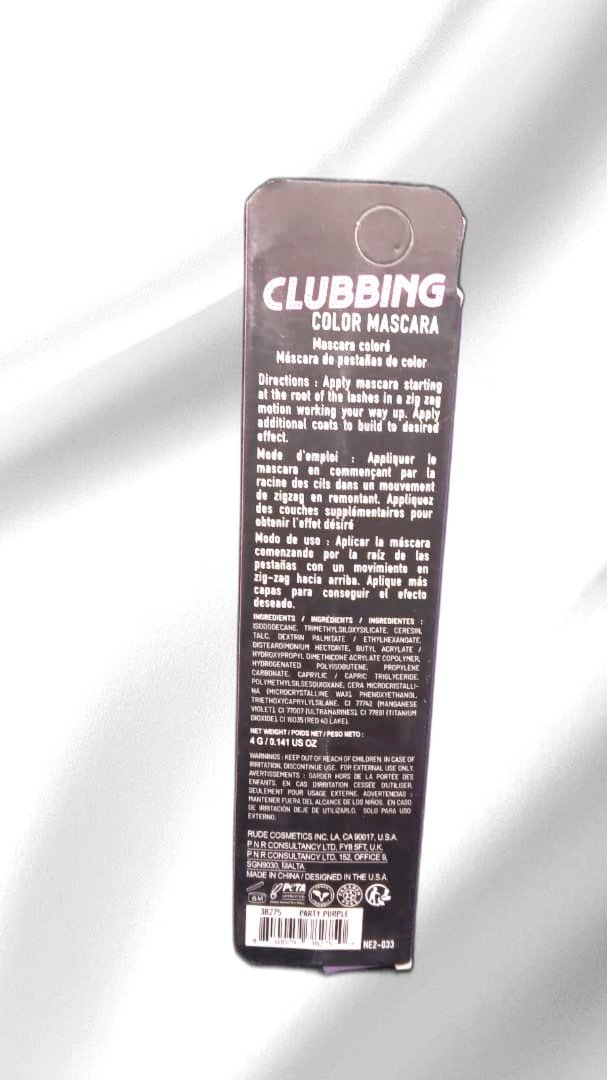 CLUBBING
COLOR MASCARA
Mascara coloré
Máscara de pestañas de color
Directions : Apply mascara starting
at the root of the lashes in a zig zag
motion working your way up. Apply
additional coats to build to desired
effect.
Mode d'emploi : Appliquer le
mascara en commençant par la
racine des cils dans un mouvement
de zigzag en remontant. Appliquez
des couches supplémentaires pour
obtenir l'effet désiré
Modo de uso : Aplicar la máscara
comenzando por la raíz de las
pestañas con un movimiento en
zig-zag hacia arriba. Aplique más
capas para conseguir el efecto
deseado.
INGREDIENTS / INGRÉDIENTS / INGREDIENTES :
ISODODECANE, TRIMETHYLSILOXYSILICATE, CERESIN,
TALC, DEXTRIN PALMITATE / ETHYLHEXANOATE,
DISTEARDIMONIUM HECTORITE, BUTYL ACRYLATE /
HYDROXYPROPYL DIMETHICONE ACRYLATE COPOLYMER,
HYDROGENATED POLYISOBUTENE, PROPYLENE
CARBONATE, CAPRYLIC / CAPRIC TRIGLYCERIDE,
POLYMETHYLSILSESQUIOXANE, CERA MICROCRISTALLI-
NA (MICROCRYSTALLINE WAX), PHENOXYETHANOL,
TRIETHOXYCAPRYLYLSILANE, CI 77742 (MANGANESE
VIOLET), CI 77007 (ULTRAMARINES), CI 77891 (TITANIUM
DIOXIDE), CI 16035 (RED 40 LAKE).
NET WEIGHT / POIDS NET / PESO NETO :
4 G / 0.141 US OZ
WARNINGS : KEEP OUT OF REACH OF CHILDREN. IN CASE OF
IRRITATION, DISCONTINUE USE. FOR EXTERNAL USE ONLY.
AVERTISSEMENTS : GARDER HORS DE LA PORTÉE DES
ENFANTS. EN CAS D'IRRITATION CESSÉE D'UTILISER.
SEULEMENT POUR USAGE EXTERNE. ADVERTENCIAS :
MANTENER FUERA DEL ALCANCE DE LOS NIÑOS. EN CASO
DE IRRITACIÓN DEJE DE UTILIZARLO. SOLO PARA USO
EXTERNO.
RUDE COSMETICS INC. LA, CA 90017, U.S.A.
P N R CONSULTANCY LTD, FY8 5FT, U.K.
P N R CONSULTANCY LTD, 152, OFFICE 9,
SGN9030, MALTA.
MADE IN CHINA / DESIGNED IN THE U.S.A.
6M PETA
38275 PARTY PURPLE
NE2-033